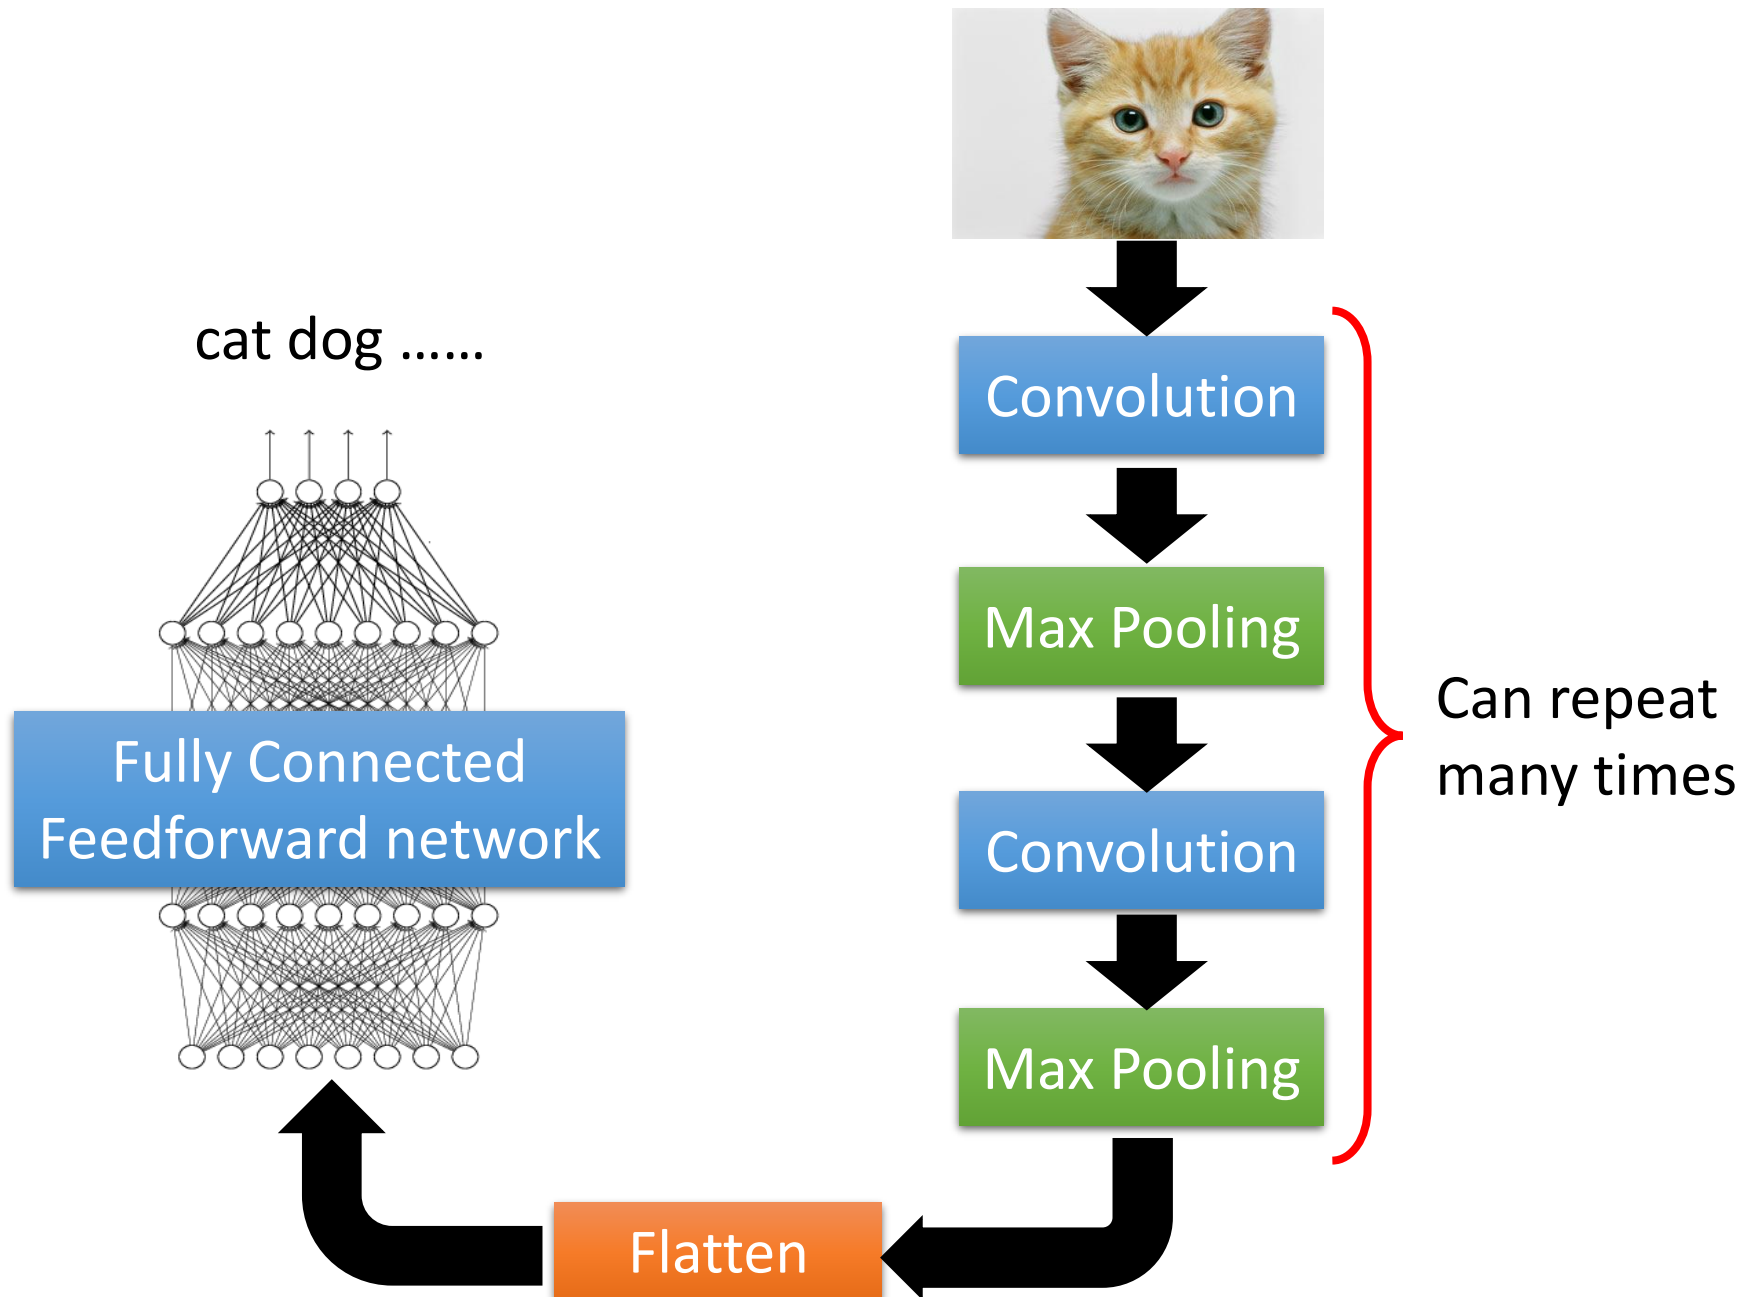 cat dog ......
Convolution
Max Pooling
Can repeat
many times
Fully Connected
Feedforward network
Convolution
Max Pooling
Flatten